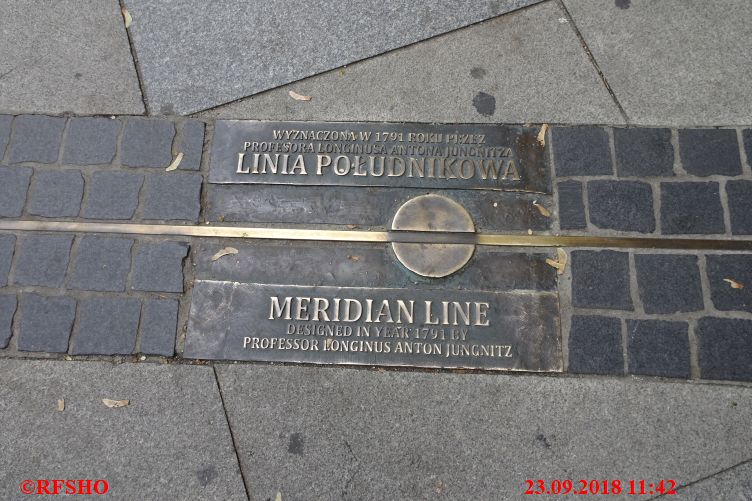 WYZNACZONA W 1791 ROKU PRZEZ
PROFESORA LONGINUSA ANTONA JUNGNITZA
LINIA POŁUDNIKOWA
MERIDIAN LINE
DESIGNED IN YEAR 1791 BY
PROFESSOR LONGINUS ANTON JUNGNITZ
©RFSHO
23.09.2018 11:42